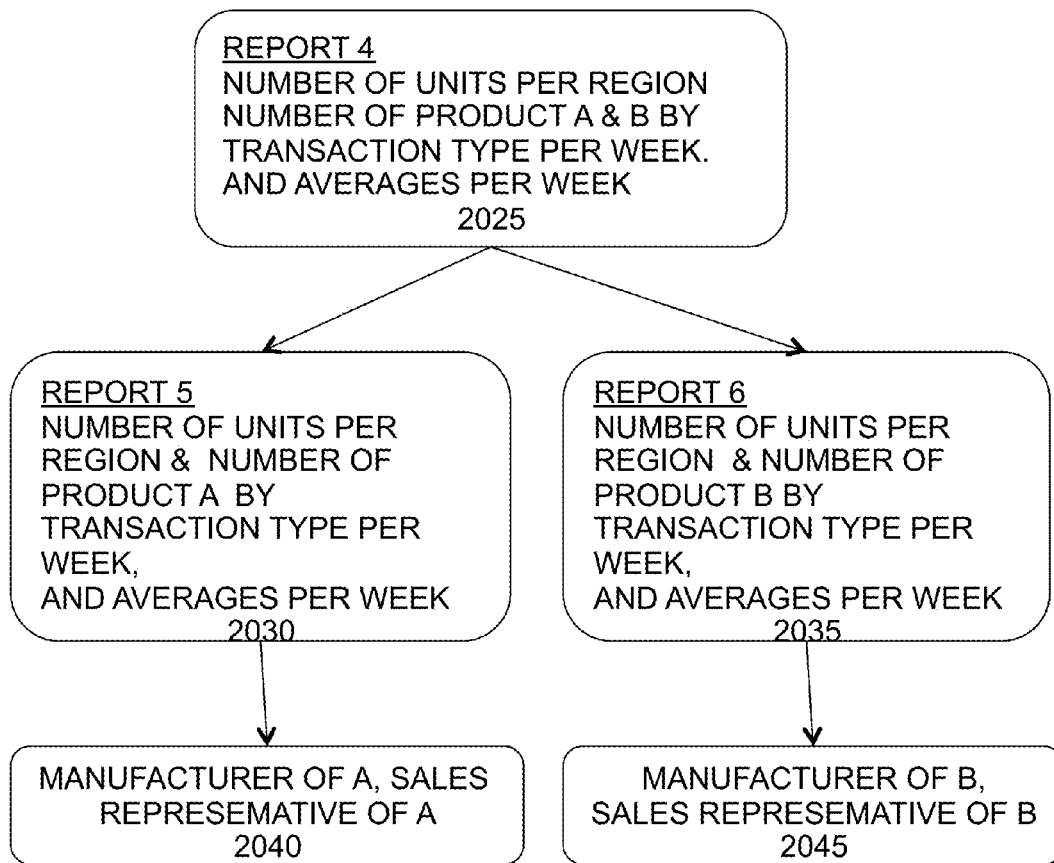 REPORT 4
NUMBER OF UNITS PER REGION
NUMBER OF PRODUCT A & B BY
TRANSACTION TYPE PER WEEK.
AND AVERAGES PER WEEK
2025
REPORT 5
NUMBER OF UNITS PER
REGION & NUMBER OF
PRODUCT A BY
TRANSACTION TYPE PER
WEEK,
AND AVERAGES PER WEEK
2030
REPORT 6
NUMBER OF UNITS PER
REGION & NUMBER OF
PRODUCT B BY
TRANSACTION TYPE PER
WEEK,
AND AVERAGES PER WEEK
2035
MANUFACTURER OF A, SALES
REPRESEMATIVE OF A
2040
MANUFACTURER OF B,
SALES REPRESEMATIVE OF B
2045